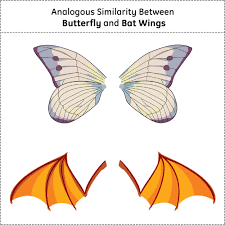 Analogous Similarity Between
Butterfly and Bat Wings